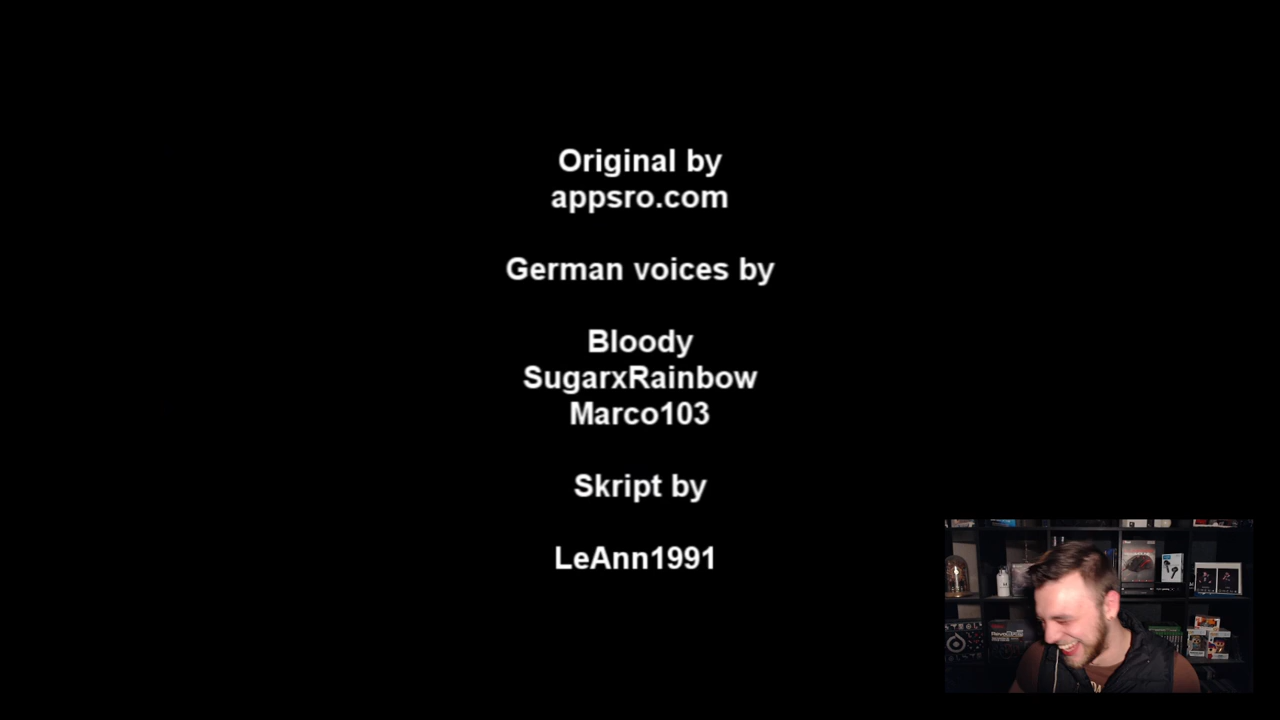 Original by
appsro.com
German voices by
Bloody
SugarxRainbow
Marco103
Skript by
LeAnn1991